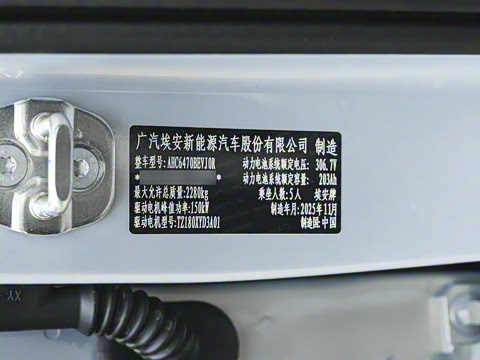 广汽埃安新能源汽车股份有限公司 制造
整车型号:AHC6470BEVJ0R 动力电池系统额定电压: 306.7V
* * 动力电池系统额定容量: 203Ah
最大允许总质量:2280kg 乘坐人数:5人 埃安牌
驱动电机峰值功率:150kW 制造年月:2025年11月
驱动电机型号:TZ180XYD3A01 制造国:中国